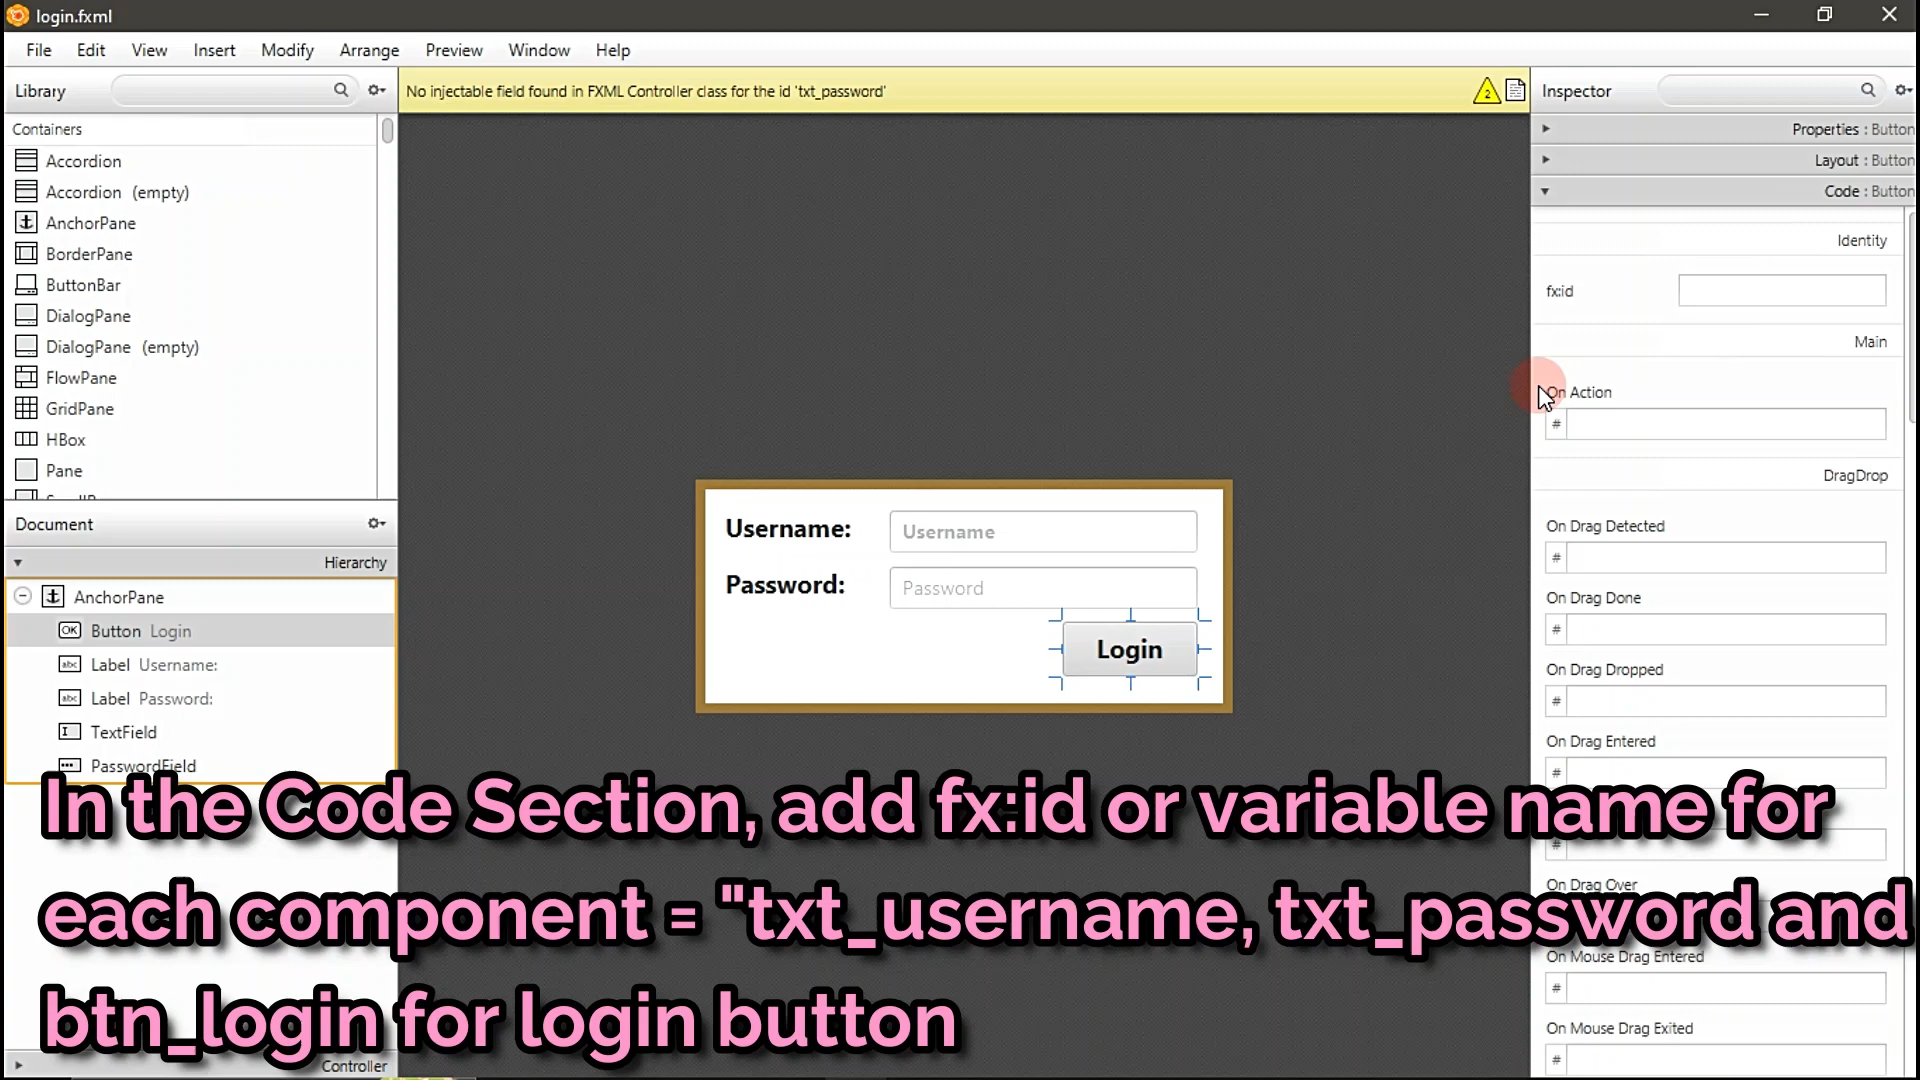 login.fxml
File Edit View Insert Modify Arrange Preview Window Help
Library
No injectable field found in FXML Controller class for the id 'txt_password'
2
Inspector
Containers
Accordion
Accordion (empty)
AnchorPane
BorderPane
ButtonBar
DialogPane
DialogPane (empty)
FlowPane
GridPane
HBox
Pane
Document
Hierarchy
AnchorPane
OK Button Login
abc Label Username:
abc Label Password:
TextField
PasswordField
Controller
Username: Username
Password: Password
Login
Properties : Button
Layout : Button
Code : Button
Identity
fx:id
Main
On Action
#
DragDrop
On Drag Detected
#
On Drag Done
#
On Drag Dropped
#
On Drag Entered
#
#
On Drag Over
On Mouse Drag Entered
#
On Mouse Drag Exited
#
In the Code Section, add fx:id or variable name for
each component = "txt_username, txt_password and
btn_login for login button